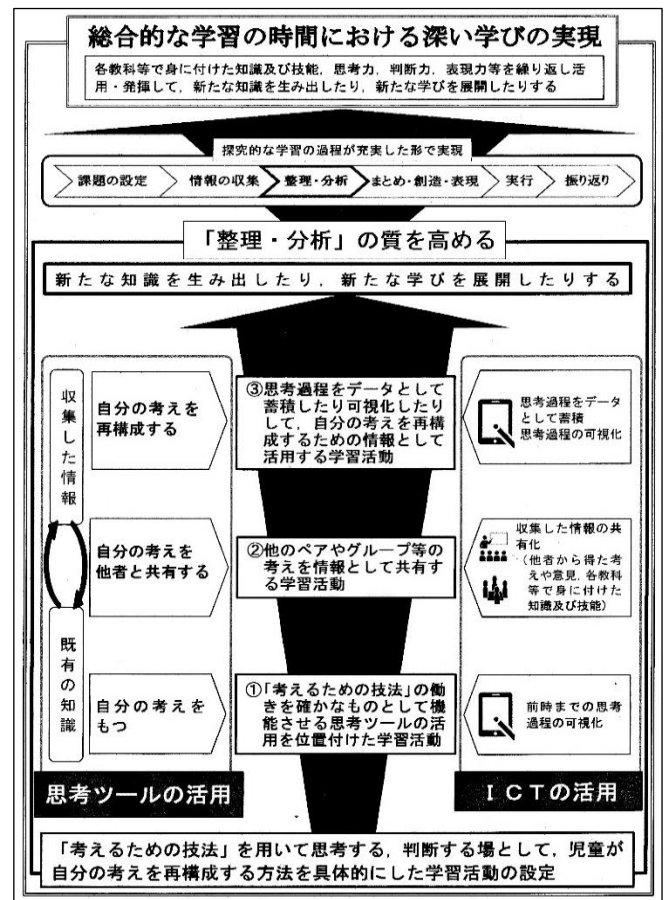 総合的な学習の時間における深い学びの実現
各教科等で身に付けた知識及び技能，思考力，判断力，表現力等を繰り返し活
用・発揮して，新たな知識を生み出したり，新たな学びを展開したりする
探究的な学習の過程が充実した形で実現
課題の設定
情報の収集
整理・分析
まとめ・創造・表現
実行
振り返り
「整理・分析」の質を高める
新たな知識を生み出したり，新たな学びを展開したりする
収集した情報
既有の知識
自分の考えを
再構成する
③思考過程をデータとして
蓄積したり可視化したり
して，自分の考えを再構
成するための情報として
活用する学習活動
思考過程をデータ
として蓄積
思考過程の可視化
自分の考えを
他者と共有する
②他のペアやグループ等の
考えを情報として共有す
る学習活動
収集した情報の共
有化
（他者から得た考
えや意見，各教科
等で身に付けた
知識及び技能）
自分の考えを
もつ
①「考えるための技法」の働
きを確かなものとして機
能させる思考ツールの活
用を位置付けた学習活動
前時までの思考
過程の可視化
思考ツールの活用
ＩＣＴの活用
「考えるための技法」を用いて思考する，判断する場として，児童が
自分の考えを再構成する方法を具体的にした学習活動の設定